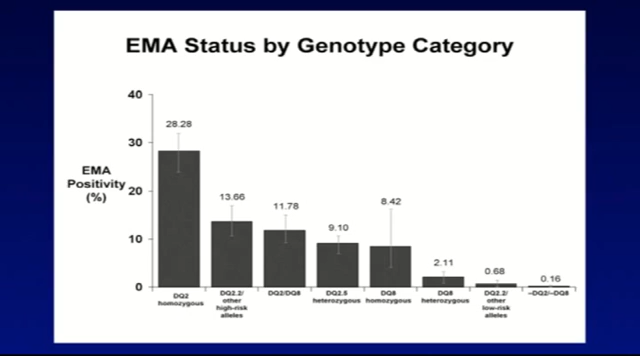 EMA Status by Genotype Category
EMA
Positivity
(%)
40
30
20
10
0
28.28
13.66
11.78
9.10
8.42
2.11
0.68
0.16
DQ2
homozygous
DQ2.2/
other
high-risk
alleles
DQ2/DQ8
DQ2.5
heterozygous
DQ8
homozygous
DQ8
heterozygous
DQ2.2/
other
low-risk
alleles
~DQ2/~DQ8